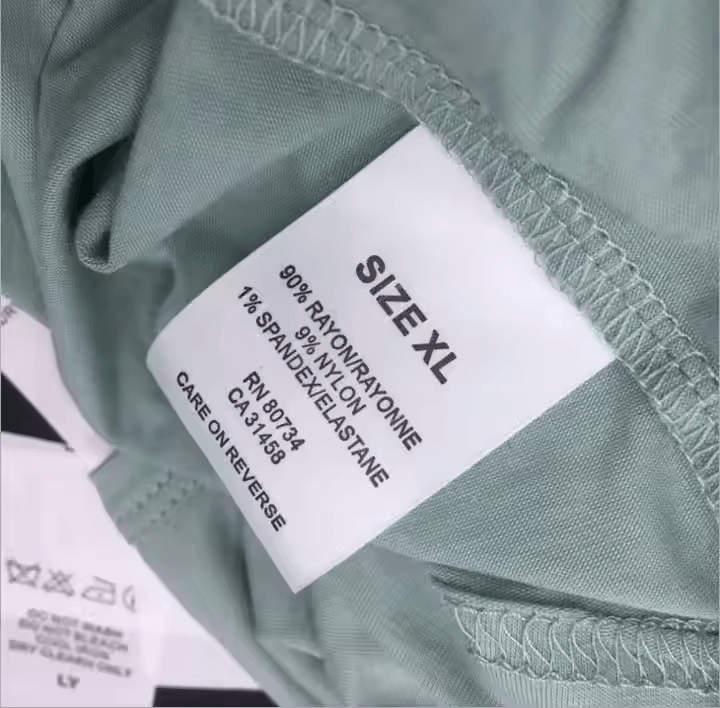 SIZE XL
90% RAYON/RAYONNE
9% NYLON
1% SPANDEX/ELASTANE
RN 80734
CA 31458
CARE ON REVERSE
DO NOT WASH
DO NOT BLEACH
COOL IRON
DRY CLEAN ONLY
LY